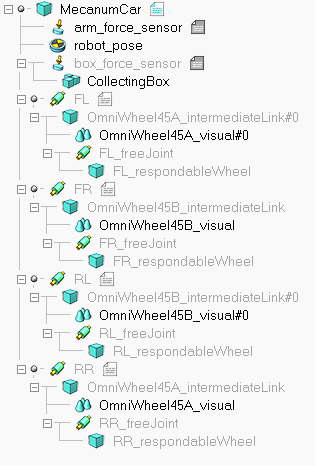 MecanumCar
arm_force_sensor
robot_pose
box_force_sensor
CollectingBox
FL
OmniWheel45A_intermediateLink#0
OmniWheel45A_visual#0
FL_freeJoint
FL_respondableWheel
FR
OmniWheel45B_intermediateLink
OmniWheel45B_visual
FR_freeJoint
FR_respondableWheel
RL
OmniWheel45B_intermediateLink#0
OmniWheel45B_visual#0
RL_freeJoint
RL_respondableWheel
RR
OmniWheel45A_intermediateLink
OmniWheel45A_visual
RR_freeJoint
RR_respondableWheel